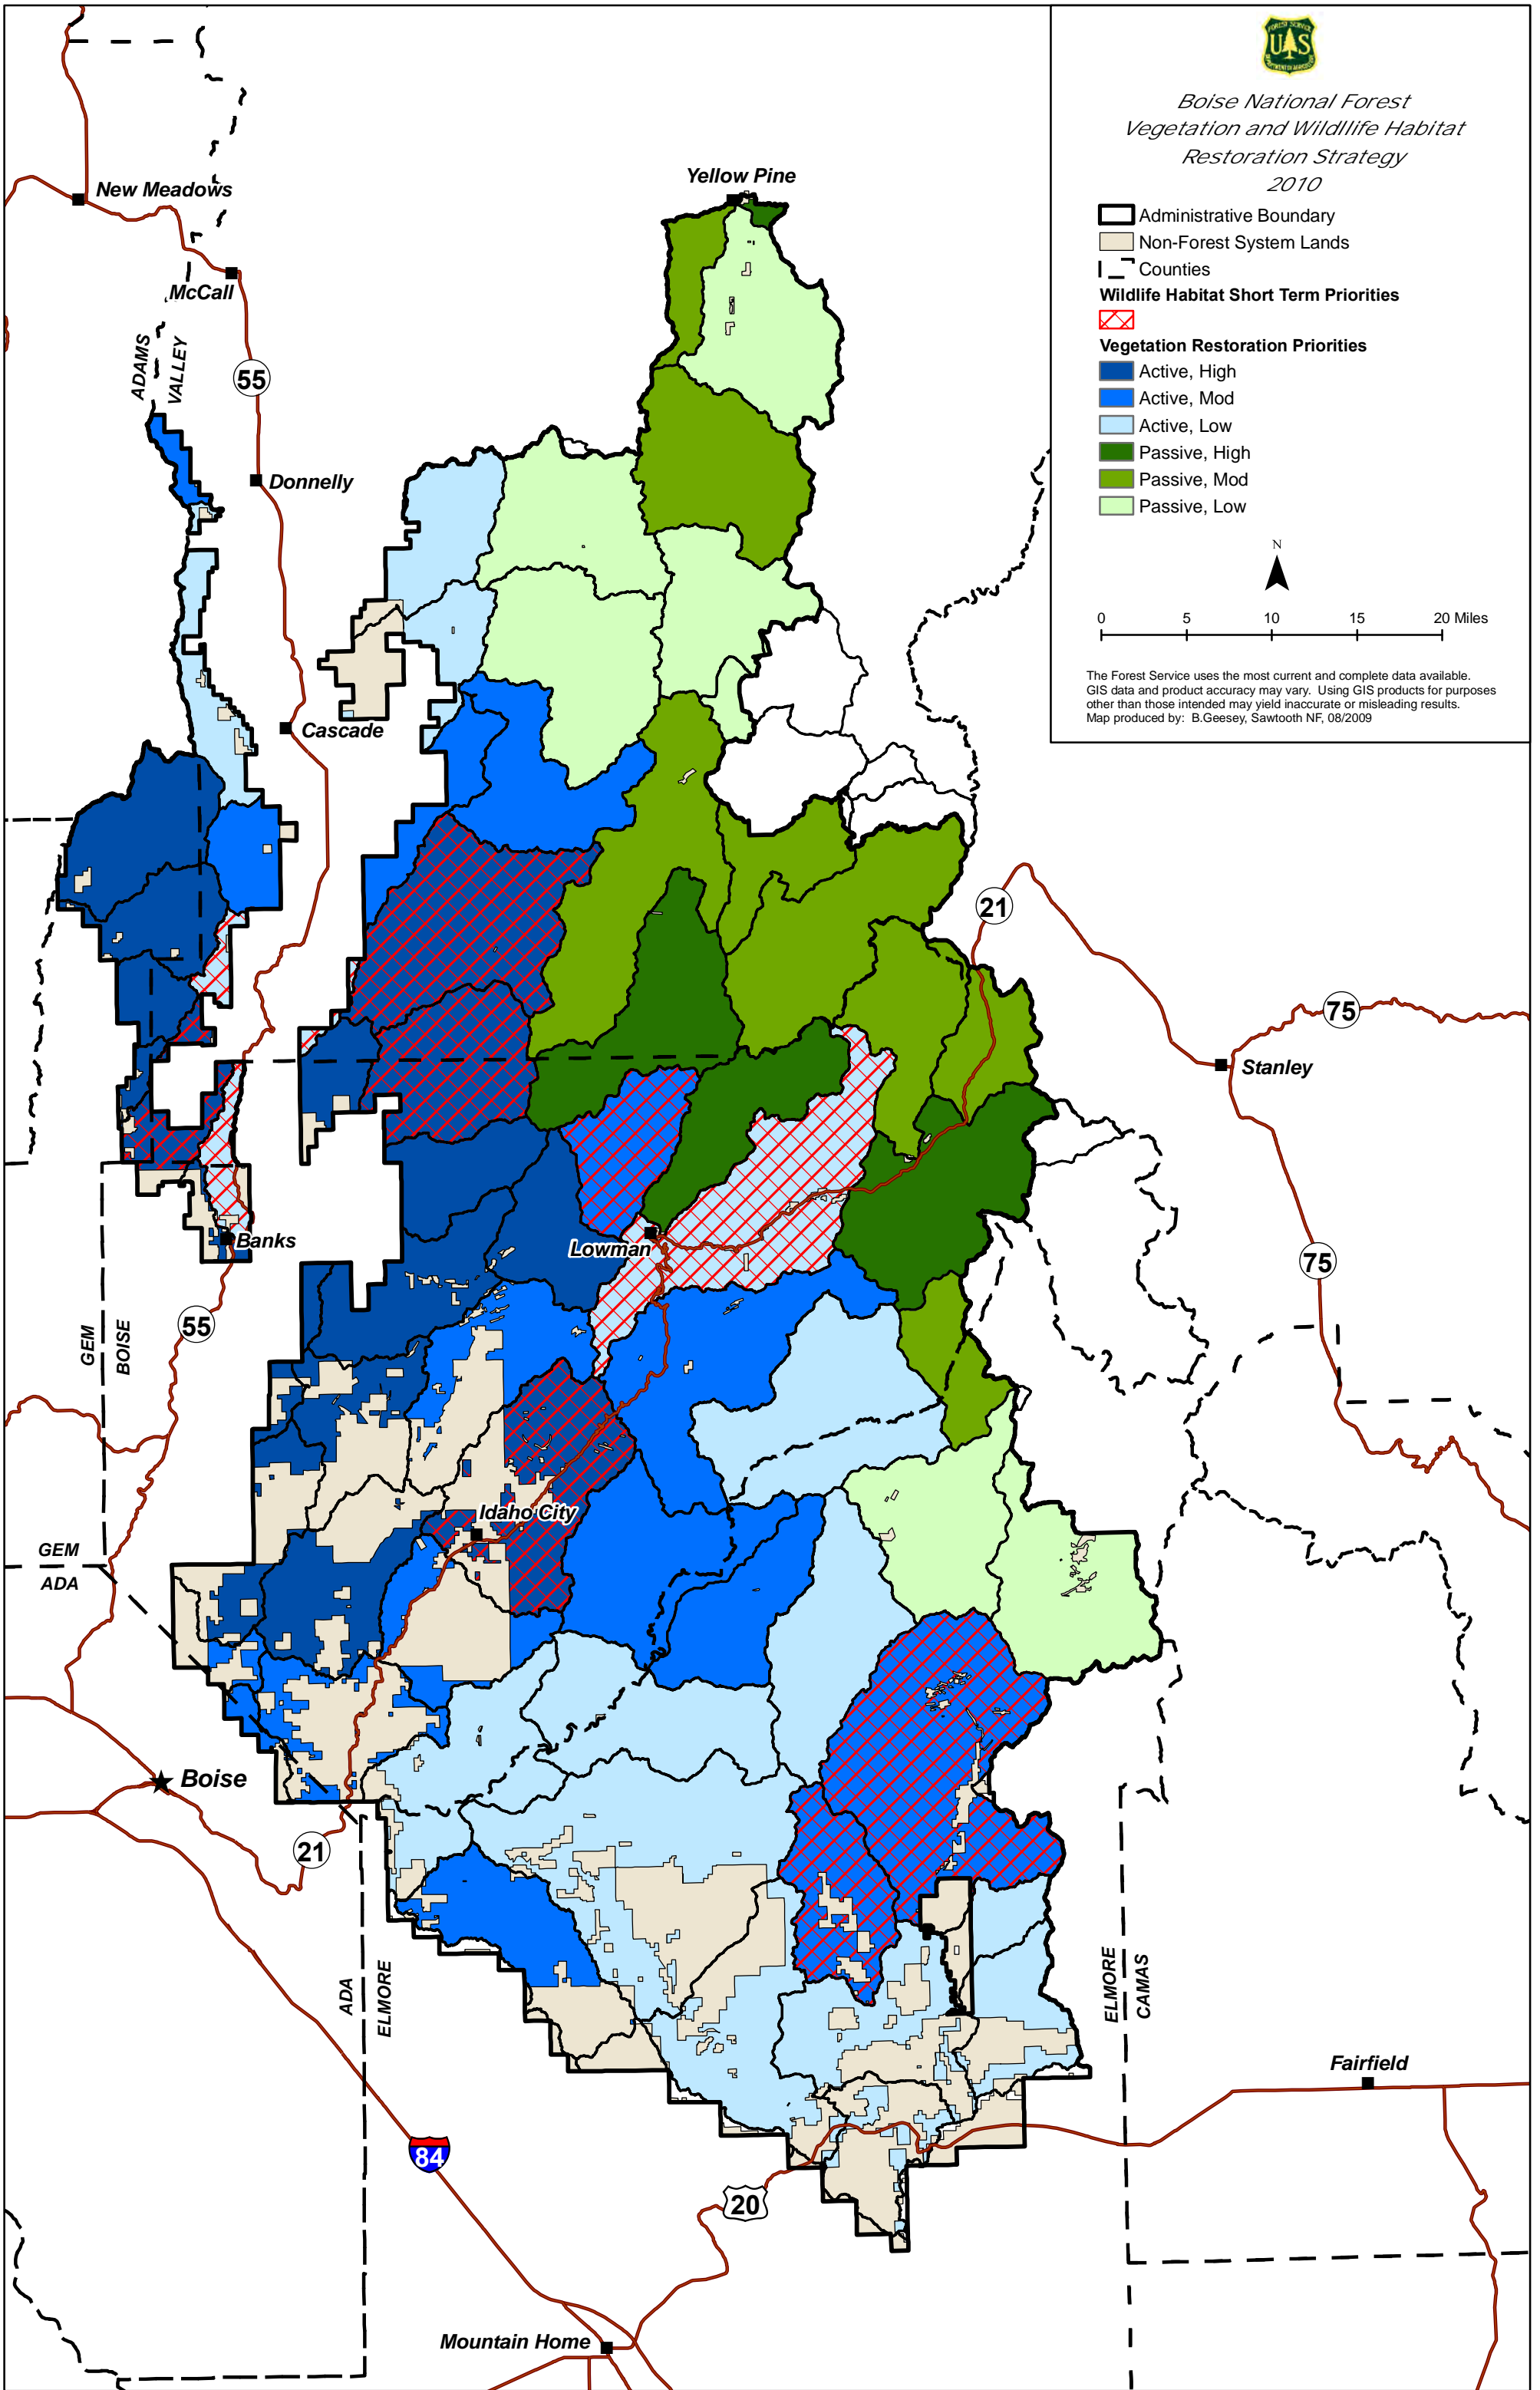 FOREST SERVICE
UAS
DEPARTMENT OF AGRICULTURE
Boise National Forest
Vegetation and Wildllife Habitat
Restoration Strategy
2010
Administrative Boundary
Non-Forest System Lands
Counties
Wildlife Habitat Short Term Priorities
Vegetation Restoration Priorities
Active, High
Active, Mod
Active, Low
Passive, High
Passive, Mod
Passive, Low
N
0 5 10 15 20 Miles
The Forest Service uses the most current and complete data available.
GIS data and product accuracy may vary. Using GIS products for purposes
other than those intended may yield inaccurate or misleading results.
Map produced by: B.Geesey, Sawtooth NF, 08/2009
Yellow Pine
New Meadows
McCall
ADAMS
VALLEY
55
Donnelly
Cascade
21
75
Stanley
Banks
Lowman
75
55
GEM
BOISE
Idaho City
GEM
ADA
Boise
21
ADA
ELMORE
ELMORE
CAMAS
Fairfield
84
20
Mountain Home